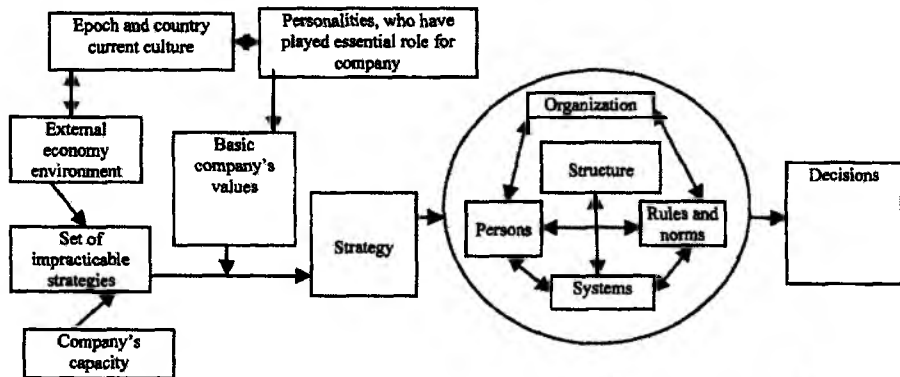 Epoch and country
current culture
Personalities, who have
played essential role for
company
External
economy
environment
Basic
company's
values
Set of
impracticable
strategies
Company's
capacity
Strategy
Organization
Structure
Persons
Rules and
norms
Systems
Decisions